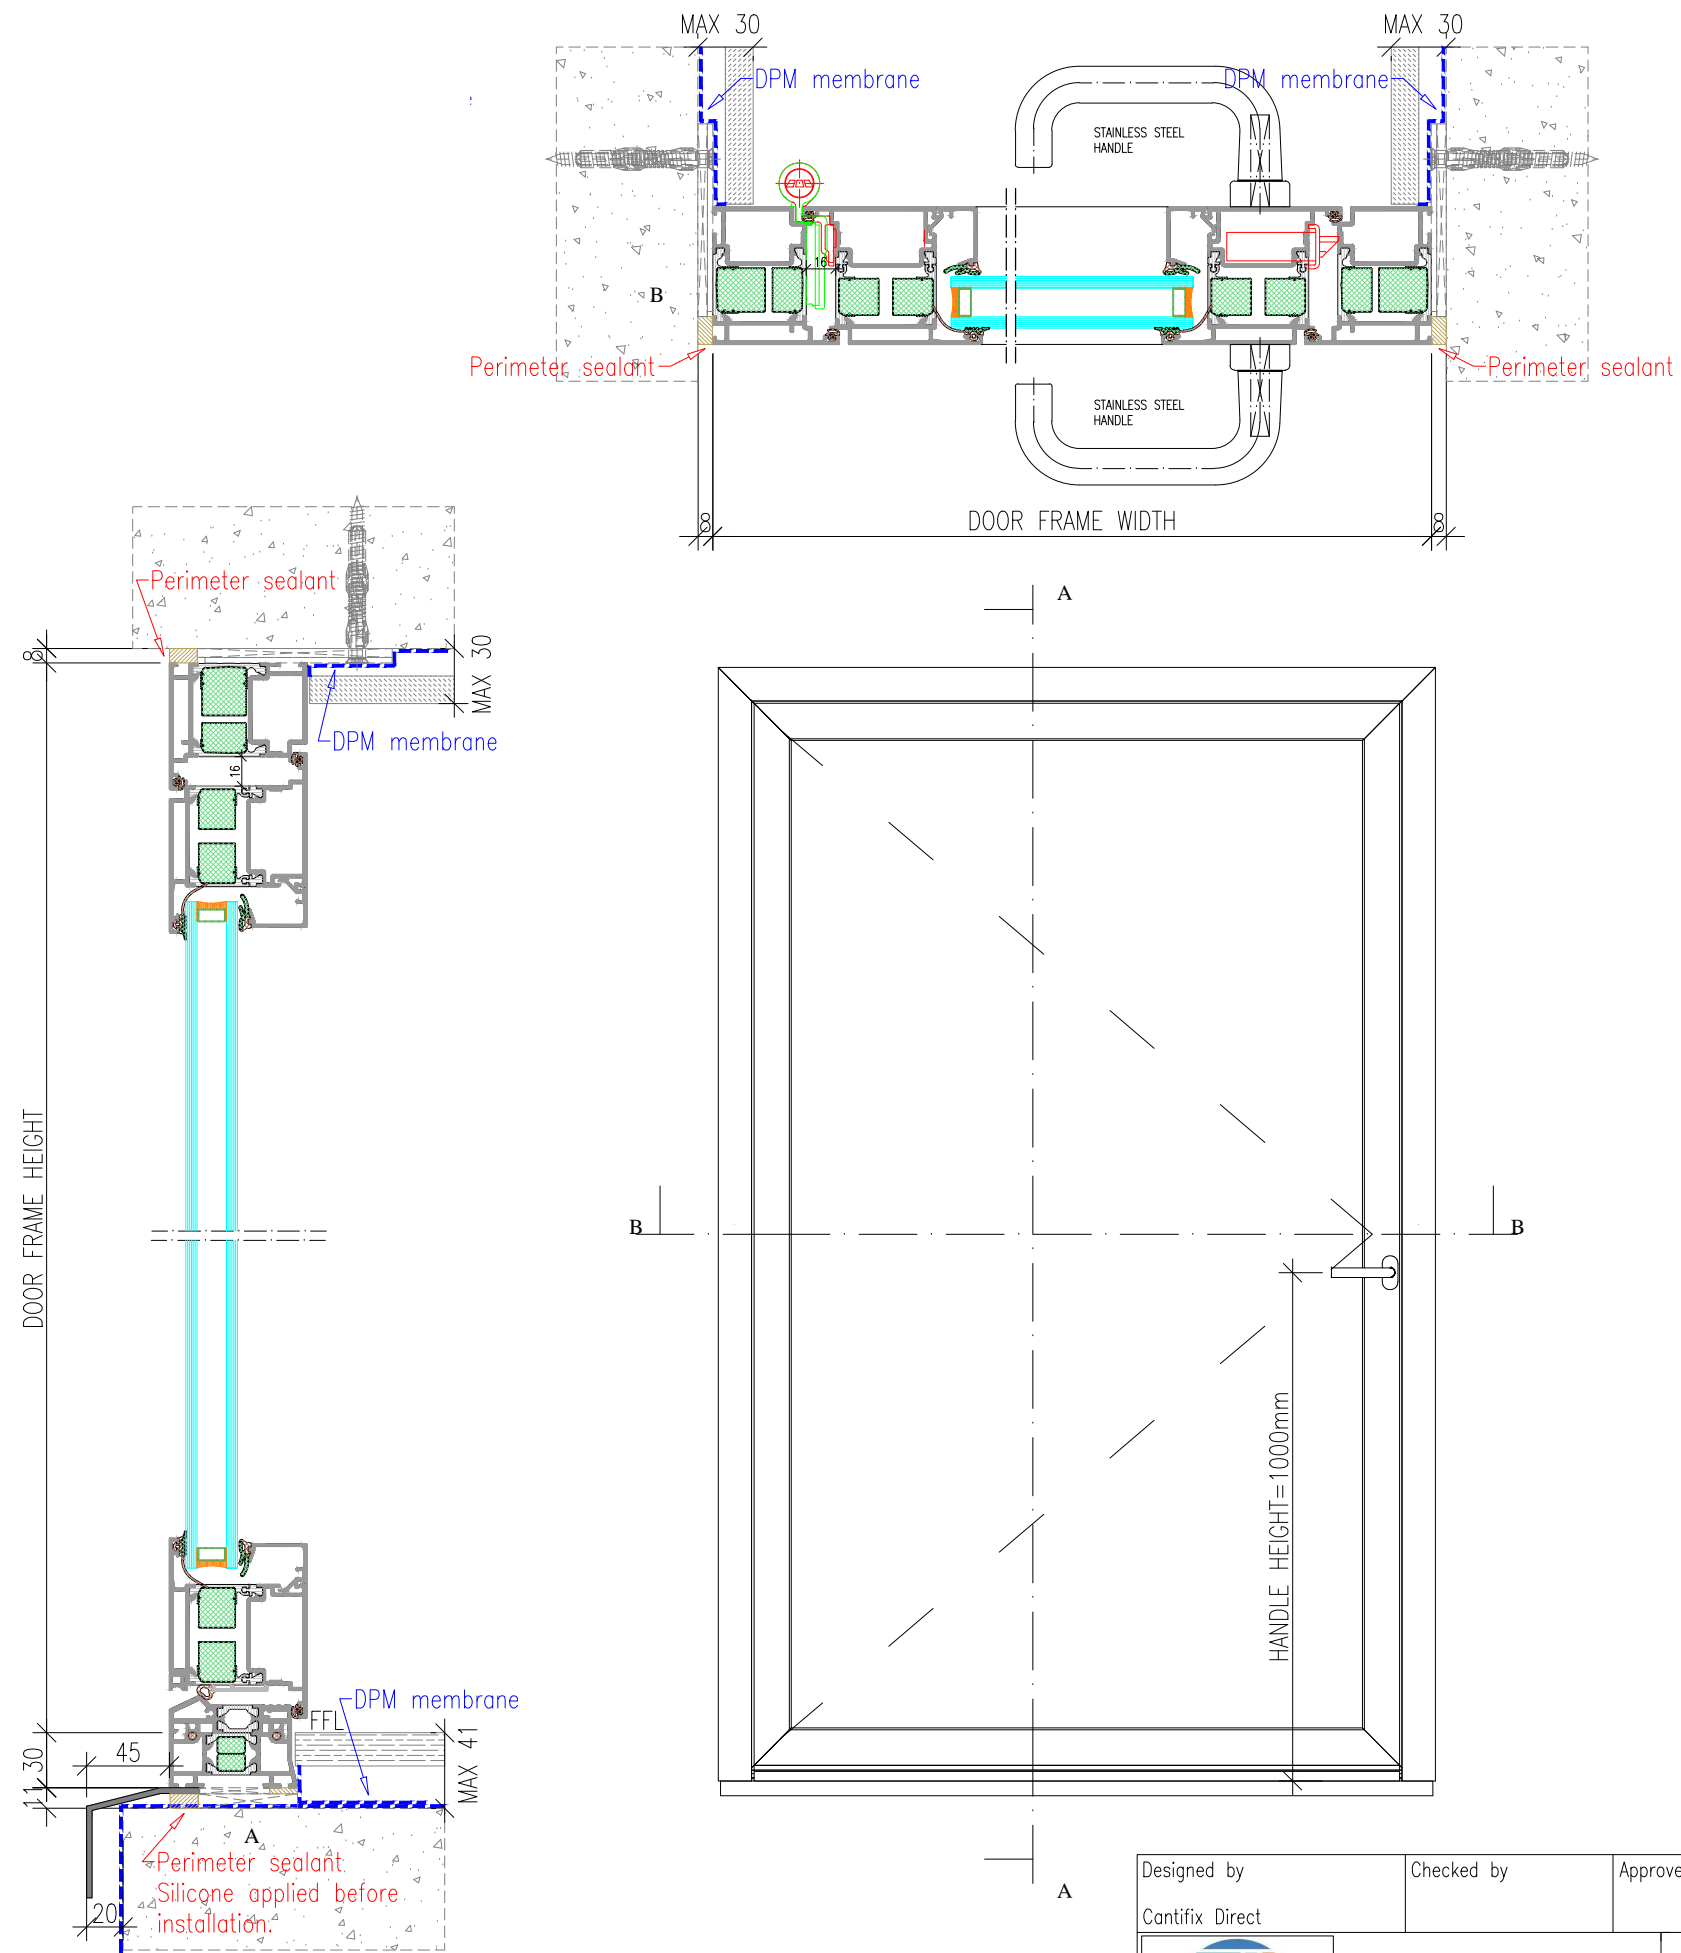 MAX 30
MAX 30
DPM membrane
DPM membrane
STAINLESS STEEL
HANDLE
16
B
Perimeter sealant
Perimeter sealant
STAINLESS STEEL
HANDLE
8
DOOR FRAME WIDTH
8
Perimeter sealant
A
8
MAX 30
DPM membrane
16
DOOR FRAME HEIGHT
B
B
HANDLE HEIGHT=1000mm
DPM membrane
FFL
45
30
11
MAX 41
A
Perimeter sealant
Silicone applied before
installation.
20
A
Designed by
Checked by
Approve
Cantifix Direct